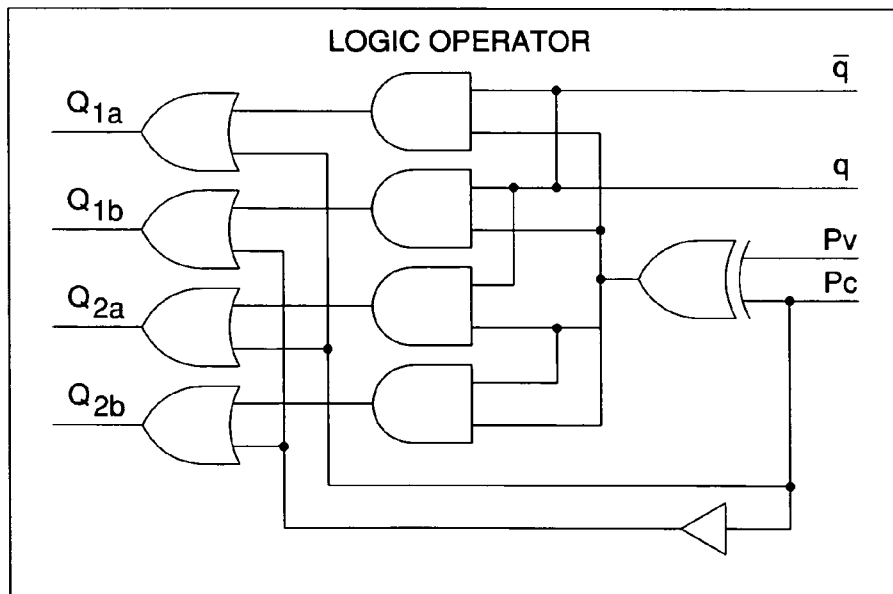 LOGIC OPERATOR
q̄
Q1a
Q1b
q
Pv
Pc
Q2a
Q2b